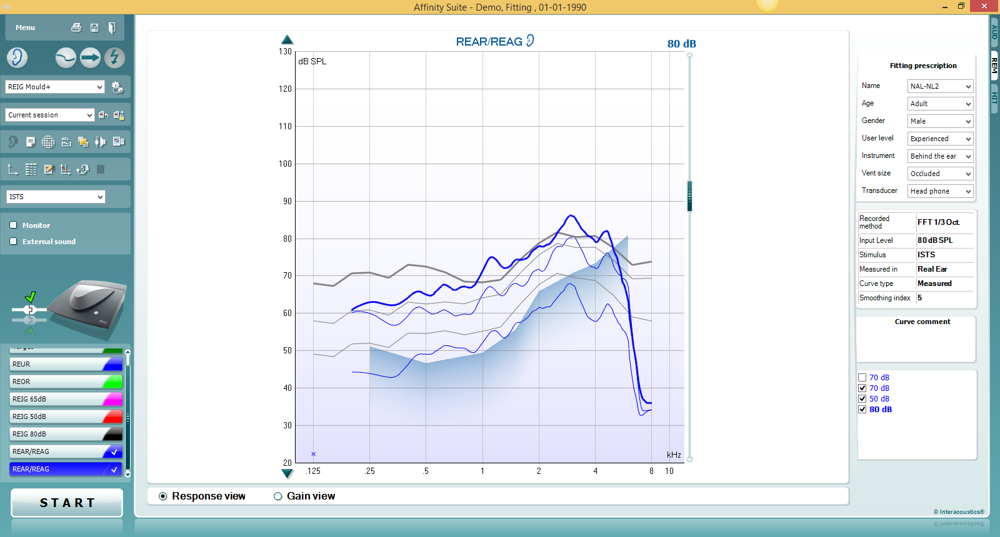 Affinity Suite - Demo, Fitting , 01-01-1990
Menu
REIG Mould+
Current session
UCL
ISTS
Monitor
External sound
Target
REUR
REOR
REIG 65dB
REIG 50dB
REIG 80dB
REAR/REAG
REAR/REAG
START
REAR/REAG
80 dB
dB SPL
130
120
110
100
90
80
70
60
50
40
30
20
kHz
.125 .25 .5 1 2 4 8 10
Response view Gain view
AUD
REM
HIT
Fitting prescription
Name NAL-NL2
Age Adult
Gender Male
User level Experienced
Instrument Behind the ear
Vent size Occluded
Transducer Head phone
Recorded
method FFT 1/3 Oct.
Input Level 80 dB SPL
Stimulus ISTS
Measured in Real Ear
Curve type Measured
Smoothing index 5
Curve comment
70 dB
70 dB
50 dB
80 dB
© Interacoustics®